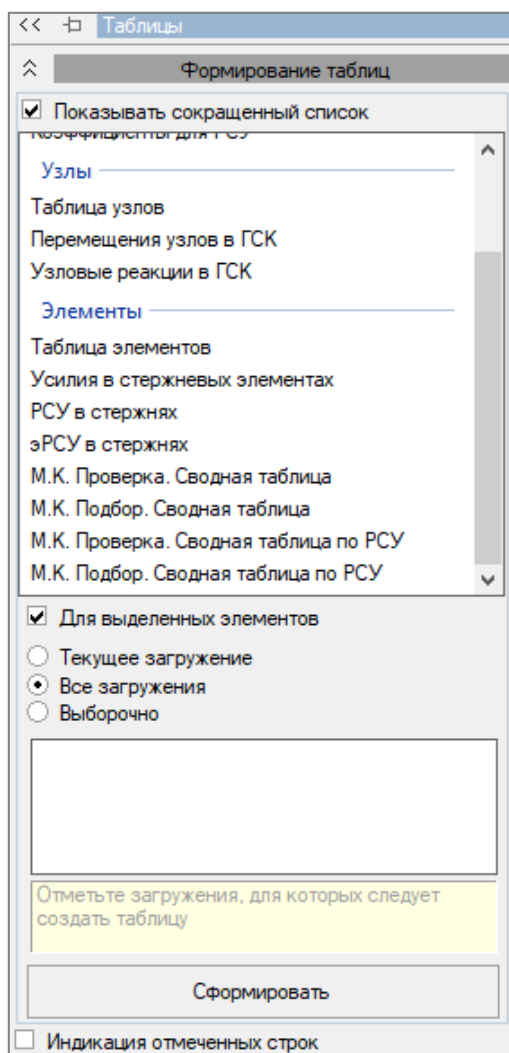 << Таблицы
Формирование таблиц
Показывать сокращенный список
Коэффициенты для РСУ
Узлы
Таблица узлов
Перемещения узлов в ГСК
Узловые реакции в ГСК
Элементы
Таблица элементов
Усилия в стержневых элементах
РСУ в стержнях
эРСУ в стержнях
М.К. Проверка. Сводная таблица
М.К. Подбор. Сводная таблица
М.К. Проверка. Сводная таблица по РСУ
М.К. Подбор. Сводная таблица по РСУ
Для выделенных элементов
Текущее загружение
Все загружения
Выборочно
Отметьте загружения, для которых следует
создать таблицу
Сформировать
Индикация отмеченных строк